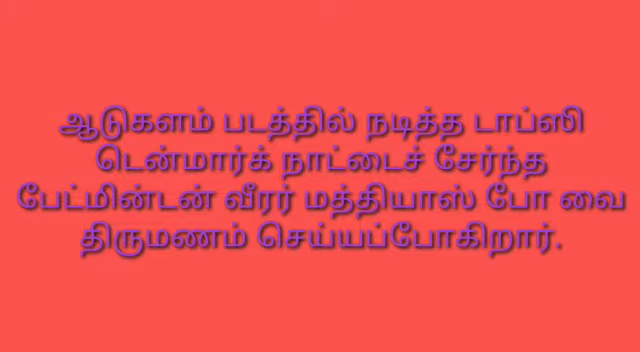 ஆடுகளம் படத்தில் நடித்த டாப்ஸி
டென்மார்க் நாட்டைச் சேர்ந்த
பேட்மின்டன் வீரர் மத்தியாஸ் போ வை
திருமணம் செய்யப்போகிறார்.